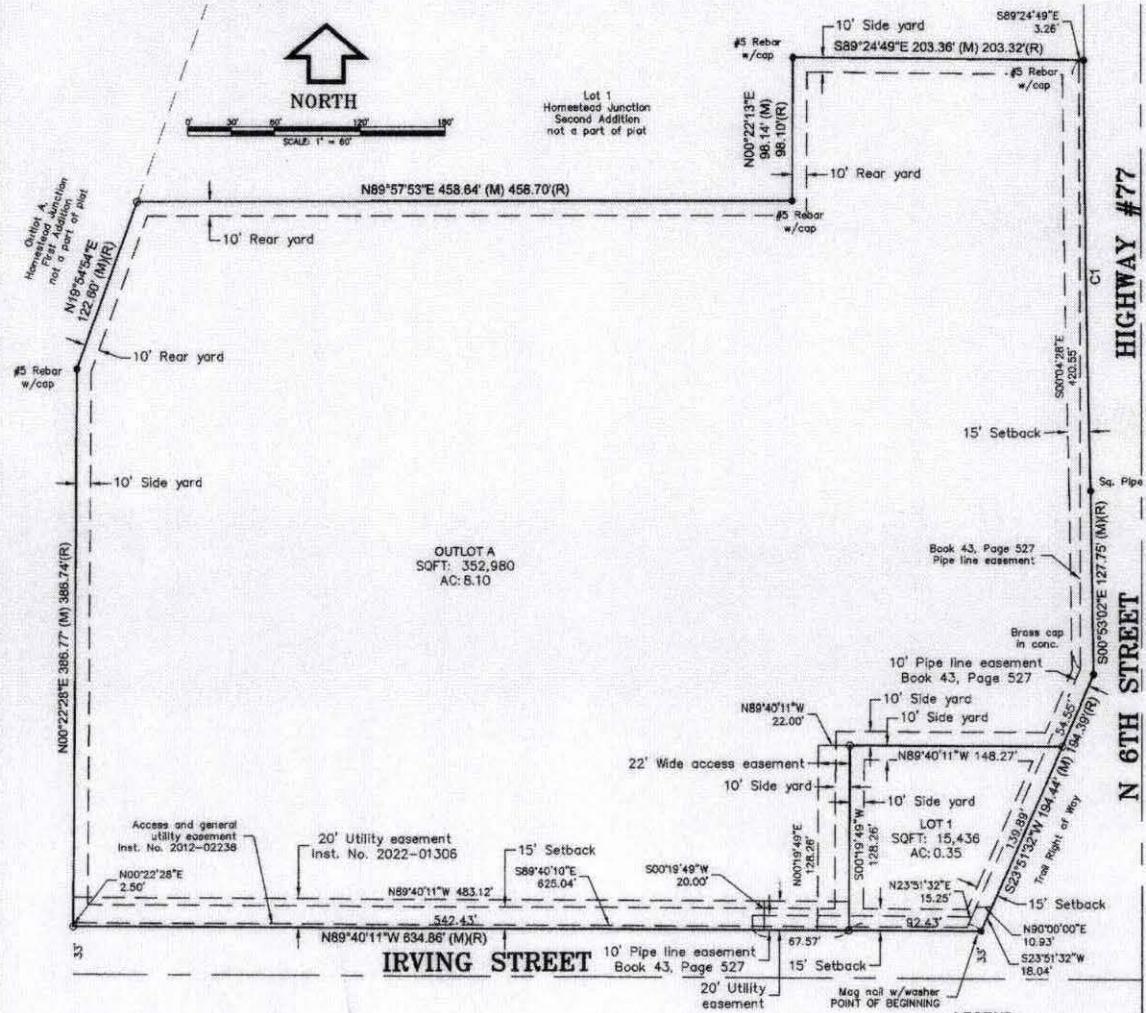 S89°24'49"E
3.26'
10' Side yard
#5 Rebar
w/cap
S89°24'49"E 203.36' (M) 203.32'(R)
#5 Rebar
w/cap
NORTH
0' 30' 60' 120' 180'
SCALE: 1" = 60'
Lot 1
Homestead Junction
Second Addition
not a part of plat
N00°22'13"E
98.14' (M)
98.10'(R)
10' Rear yard
#5 Rebar
w/cap
N89°57'53"E 458.64' (M) 458.70'(R)
10' Rear yard
Outlot A,
Homestead Junction
First Addition
not a part of plat
N19°54'54"E
122.60' (M)(R)
10' Rear yard
#5 Rebar
w/cap
C1
HIGHWAY #77
S00°04'28"E
420.55'
15' Setback
10' Side yard
Sq. Pipe
OUTLOT A
SQFT: 352,980
AC: 8.10
Book 43, Page 527
Pipe line easement
S00°53'02"E 127.75' (M)(R)
N00°22'28"E 386.77' (M) 386.74'(R)
Brass cap
in conc.
10' Pipe line easement
Book 43, Page 527
N 6TH STREET
N89°40'11"W
22.00'
10' Side yard
10' Side yard
54.55'
N89°40'11"W 148.27'
22' Wide access easement
10' Side yard
10' Side yard
S00°19'49"W
128.26'
N00°19'49"E
128.26'
LOT 1
SQFT: 15,436
AC: 0.35
139.89'
S23°51'32"W 194.44' (M) 194.39'(R)
Trail Right of Way
Access and general
utility easement
Inst. No. 2012-02238
20' Utility easement
Inst. No. 2022-01306
15' Setback
S00°19'49"W
20.00'
N23°51'32"E
15.25'
15' Setback
N00°22'28"E
2.50'
N89°40'11"W 483.12'
S89°40'10"E
625.04'
542.43'
92.43'
N90°00'00"E
10.93'
N89°40'11"W 634.86' (M)(R)
67.57'
S23°51'32"W
18.04'
33'
33'
IRVING STREET
10' Pipe line easement
Book 43, Page 527
15' Setback
20' Utility
easement
Mag nail w/washer
POINT OF BEGINNING